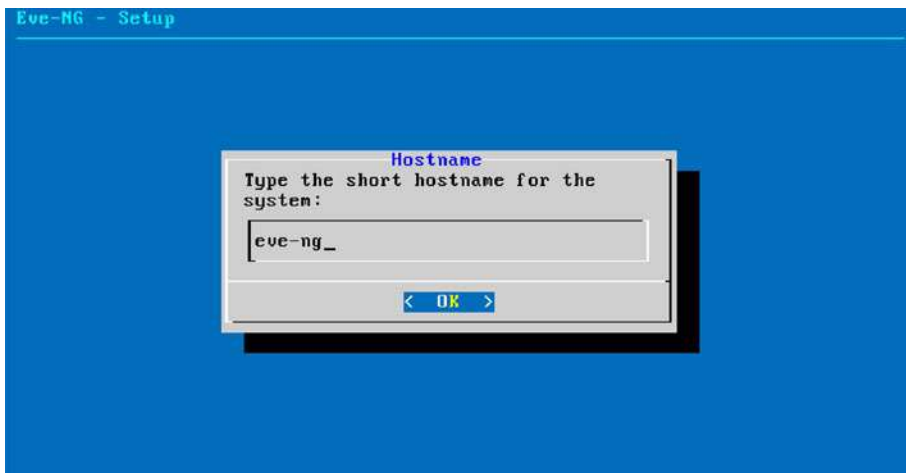 Eve-NG - Setup
Hostname
Type the short hostname for the
system:
eve-ng_
< OK >